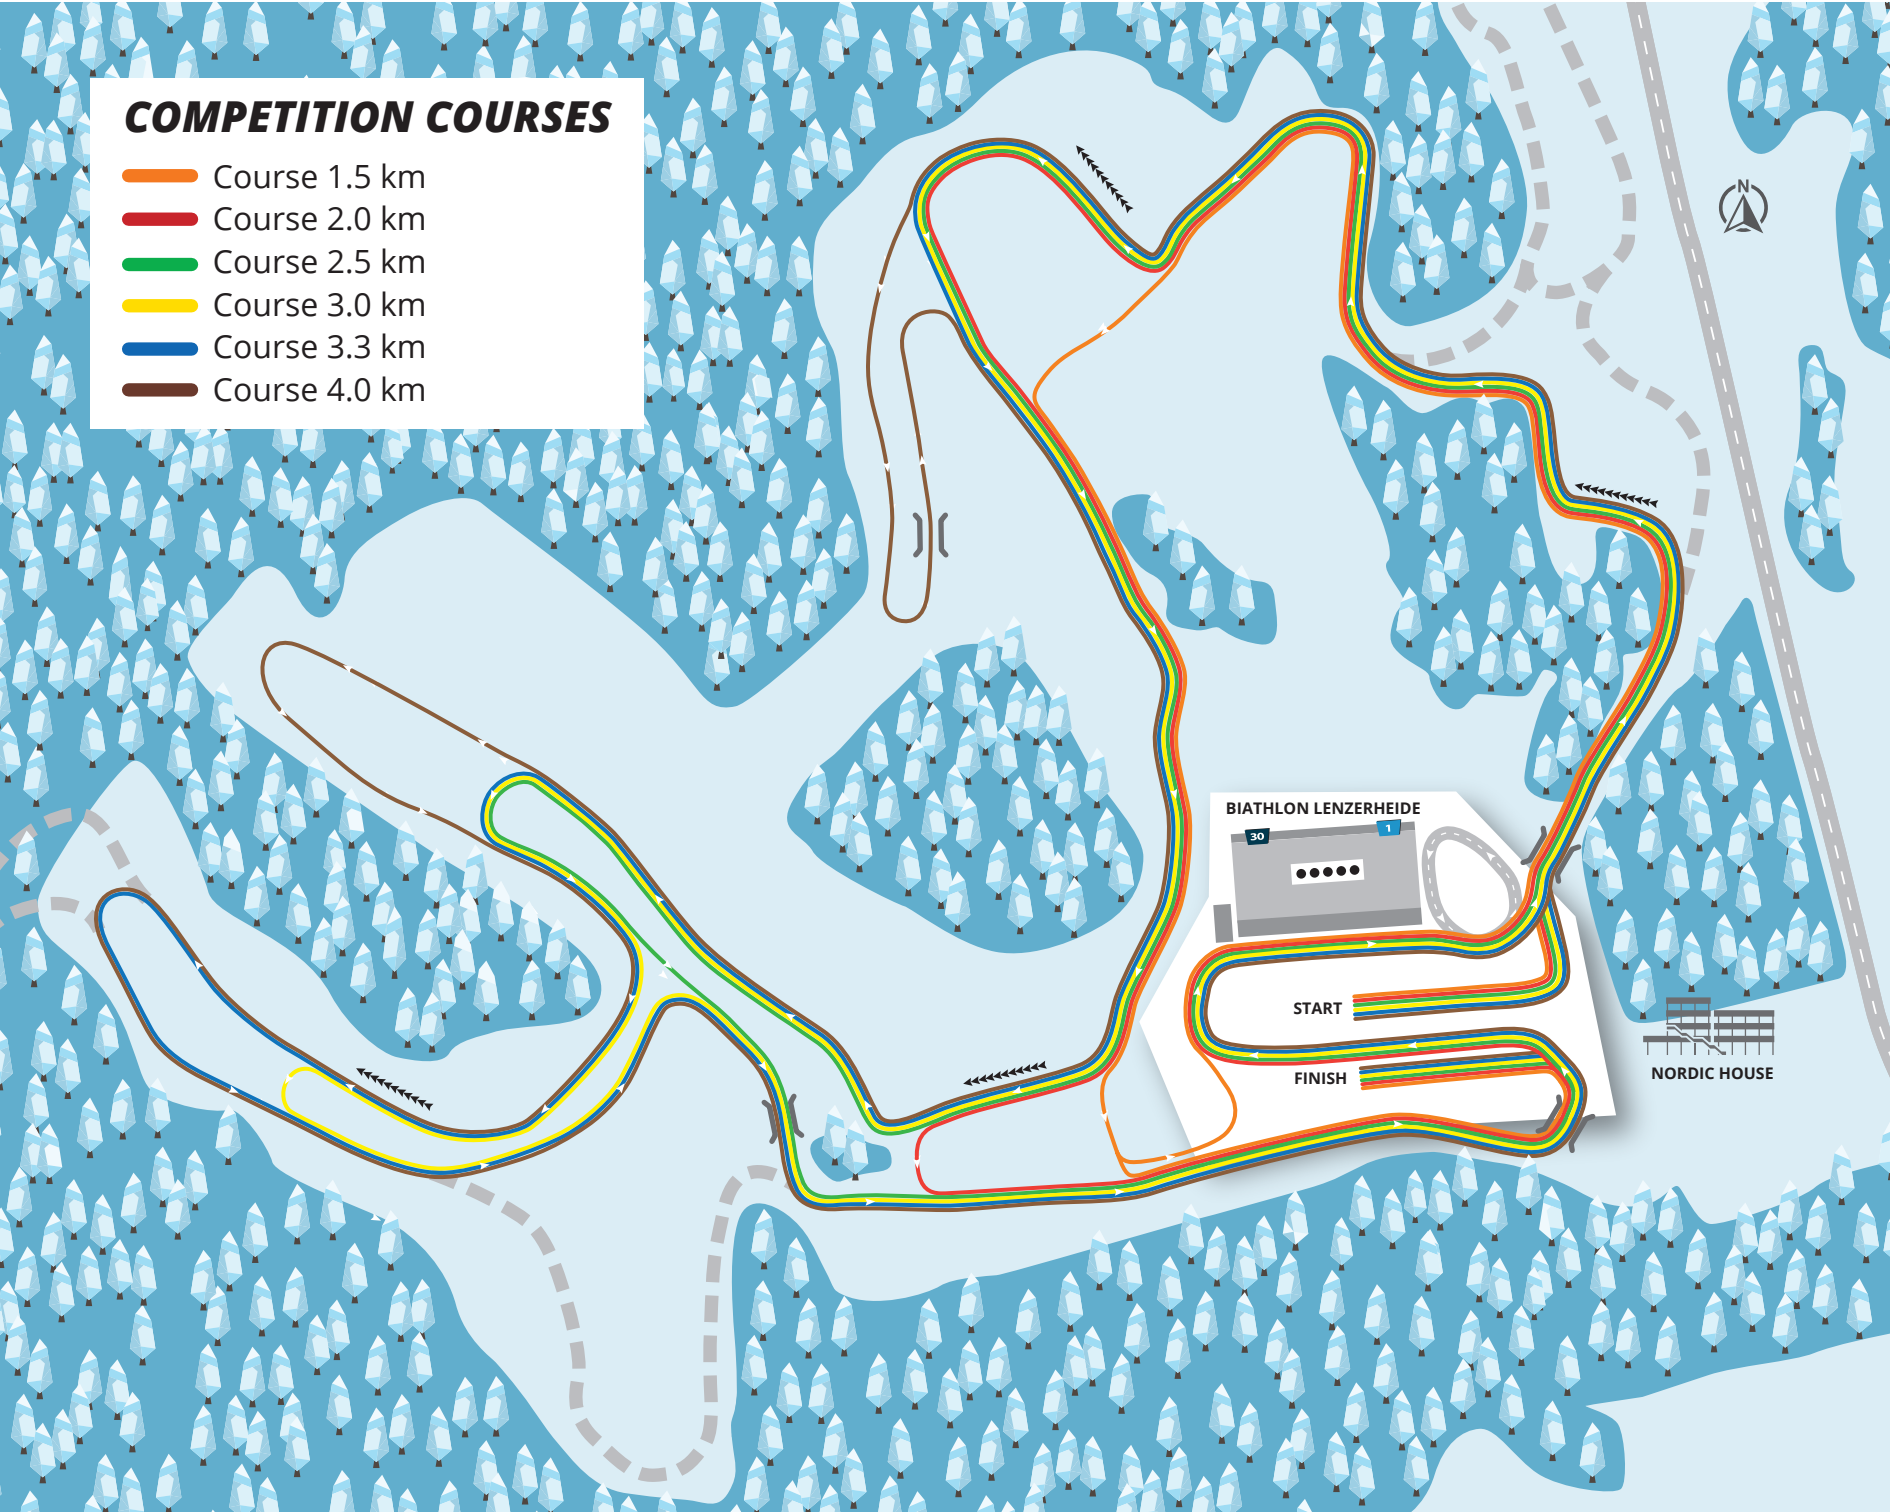 COMPETITION COURSES
Course 1.5 km
Course 2.0 km
Course 2.5 km
Course 3.0 km
Course 3.3 km
Course 4.0 km
N
BIATHLON LENZERHEIDE
30
1
START
FINISH
NORDIC HOUSE